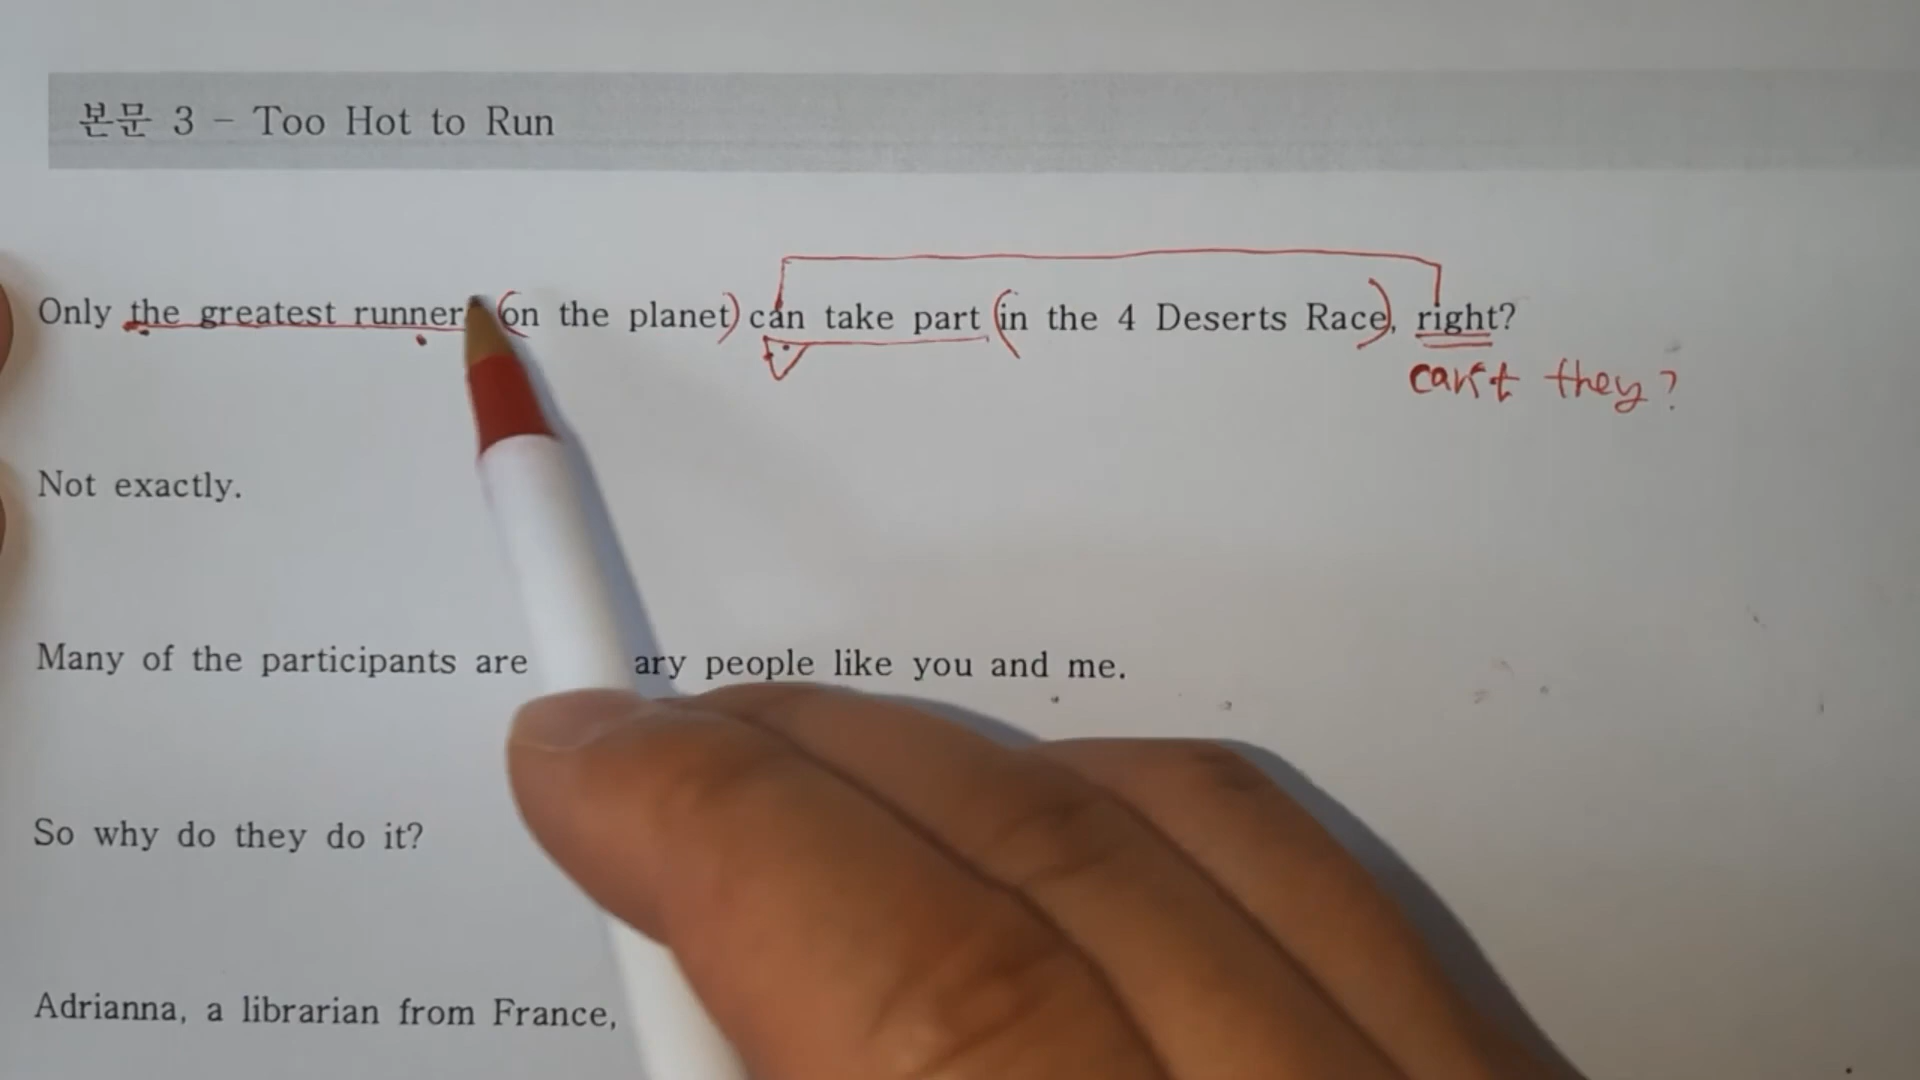 본문 3 - Too Hot to Run
Only the greatest runner (on the planet) can take part (in the 4 Deserts Race), right?
can't they?
Not exactly.
Many of the participants are people like you and me.
So why do they do it?
Adrianna, a librarian from France,